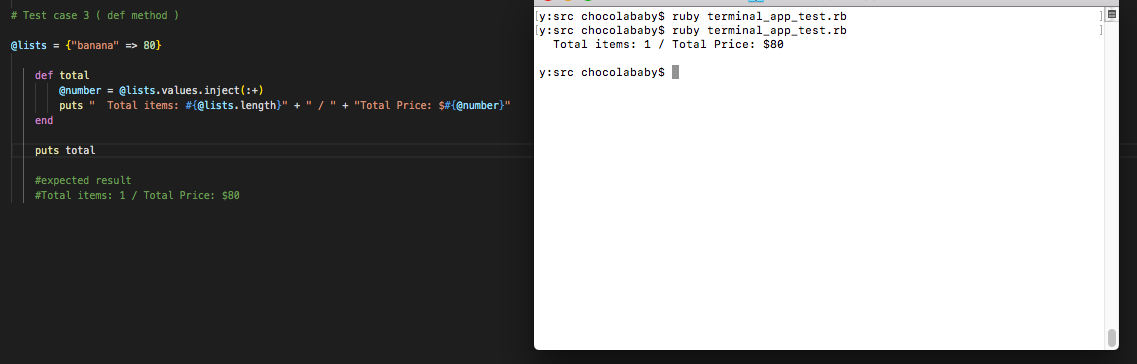 # Test case 3 ( def method )
@lists = {"banana" => 80}
def total
@number = @lists.values.inject(:+)
puts "  Total items: #{@lists.length}" + " / " + "Total Price: $#{@number}"
end
puts total
#expected result
#Total items: 1 / Total Price: $80
[y:src chocolababy$ ruby terminal_app_test.rb ]
[y:src chocolababy$ ruby terminal_app_test.rb ]
  Total items: 1 / Total Price: $80
y:src chocolababy$